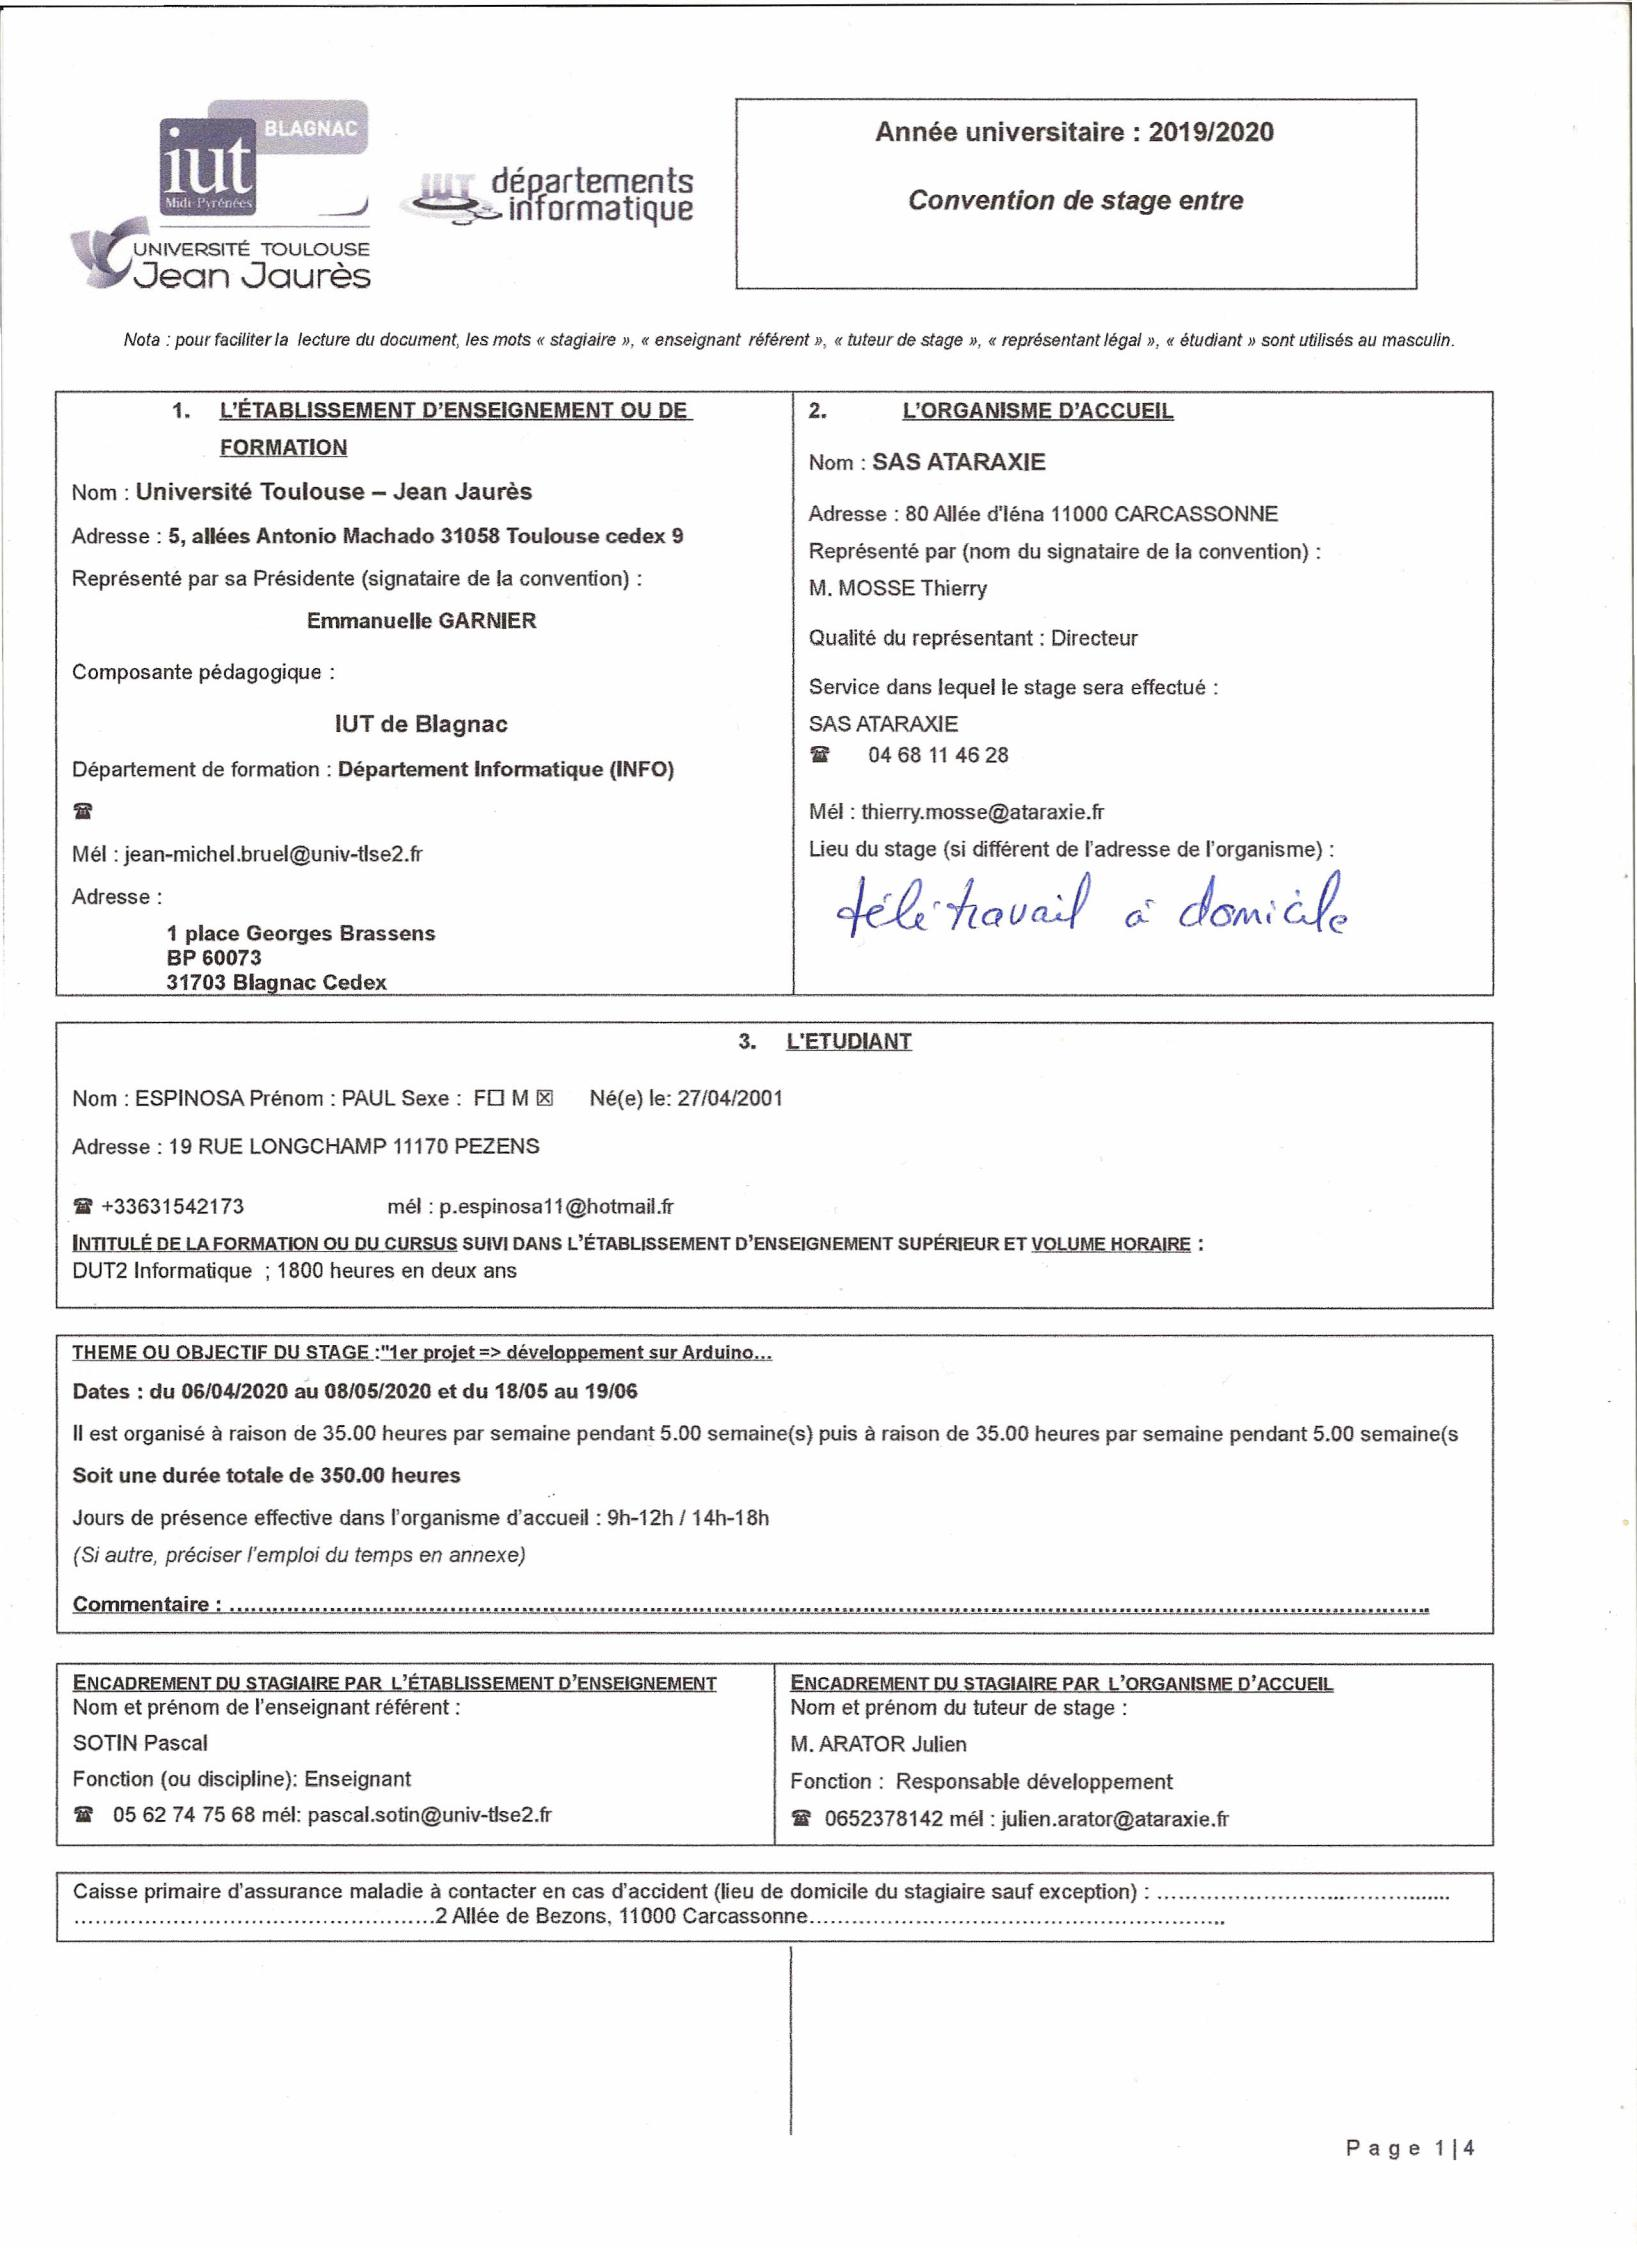 BLAGNAC
iut
Midi-Pyrénées
UNIVERSITÉ TOULOUSE
Jean Jaurès
IUT départements
informatique
Année universitaire : 2019/2020
Convention de stage entre
Nota : pour faciliter la lecture du document, les mots « stagiaire », « enseignant référent », « tuteur de stage », « représentant légal », « étudiant » sont utilisés au masculin.
1. L'ÉTABLISSEMENT D'ENSEIGNEMENT OU DE
FORMATION
Nom : Université Toulouse – Jean Jaurès
Adresse : 5, allées Antonio Machado 31058 Toulouse cedex 9
Représenté par sa Présidente (signataire de la convention) :
Emmanuelle GARNIER
Composante pédagogique :
IUT de Blagnac
Département de formation : Département Informatique (INFO)
☎
Mél : jean-michel.bruel@univ-tlse2.fr
Adresse :
1 place Georges Brassens
BP 60073
31703 Blagnac Cedex
2. L'ORGANISME D'ACCUEIL
Nom : SAS ATARAXIE
Adresse : 80 Allée d'Iéna 11000 CARCASSONNE
Représenté par (nom du signataire de la convention) :
M. MOSSE Thierry
Qualité du représentant : Directeur
Service dans lequel le stage sera effectué :
SAS ATARAXIE
☎ 04 68 11 46 28
Mél : thierry.mosse@ataraxie.fr
Lieu du stage (si différent de l'adresse de l'organisme) :
télétravail à domicile
3. L'ETUDIANT
Nom : ESPINOSA Prénom : PAUL Sexe : F☐ M ☒ Né(e) le: 27/04/2001
Adresse : 19 RUE LONGCHAMP 11170 PEZENS
☎ +33631542173 mél : p.espinosa11@hotmail.fr
INTITULÉ DE LA FORMATION OU DU CURSUS SUIVI DANS L'ÉTABLISSEMENT D'ENSEIGNEMENT SUPÉRIEUR ET VOLUME HORAIRE :
DUT2 Informatique ; 1800 heures en deux ans
THEME OU OBJECTIF DU STAGE :"1er projet => développement sur Arduino...
Dates : du 06/04/2020 au 08/05/2020 et du 18/05 au 19/06
Il est organisé à raison de 35.00 heures par semaine pendant 5.00 semaine(s) puis à raison de 35.00 heures par semaine pendant 5.00 semaine(s
Soit une durée totale de 350.00 heures
Jours de présence effective dans l'organisme d'accueil : 9h-12h / 14h-18h
(Si autre, préciser l'emploi du temps en annexe)
Commentaire : ........................................................................
ENCADREMENT DU STAGIAIRE PAR L'ÉTABLISSEMENT D'ENSEIGNEMENT
Nom et prénom de l'enseignant référent :
SOTIN Pascal
Fonction (ou discipline): Enseignant
☎ 05 62 74 75 68 mél: pascal.sotin@univ-tlse2.fr
ENCADREMENT DU STAGIAIRE PAR L'ORGANISME D'ACCUEIL
Nom et prénom du tuteur de stage :
M. ARATOR Julien
Fonction : Responsable développement
☎ 0652378142 mél : julien.arator@ataraxie.fr
Caisse primaire d'assurance maladie à contacter en cas d'accident (lieu de domicile du stagiaire sauf exception) : ..........................................
...................................................2 Allée de Bezons, 11000 Carcassonne............................................................
Page 1|4